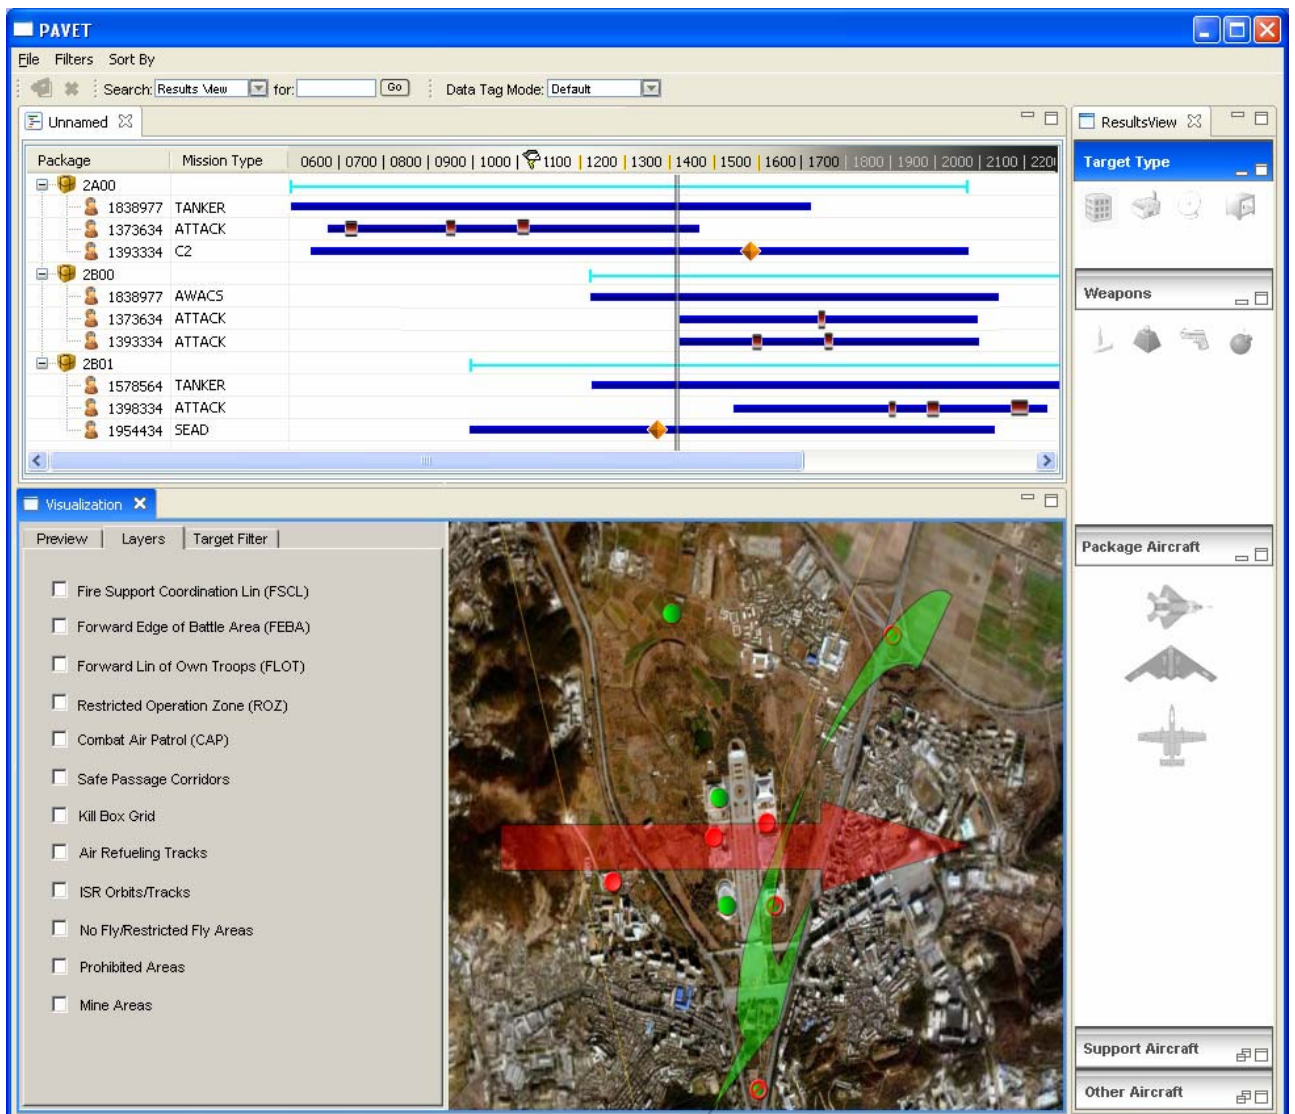 PAVET
File Filters Sort By
Search: Results View for: Go Data Tag Mode: Default
Unnamed
Package Mission Type 0600 | 0700 | 0800 | 0900 | 1000 | 1100 | 1200 | 1300 | 1400 | 1500 | 1600 | 1700 | 1800 | 1900 | 2000 | 2100 | 2200
2A00
1838977 TANKER
1373634 ATTACK
1393334 C2
2B00
1838977 AWACS
1373634 ATTACK
1393334 ATTACK
2B01
1578564 TANKER
1398334 ATTACK
1954434 SEAD
ResultsView
Target Type
Weapons
Package Aircraft
Support Aircraft
Other Aircraft
Visualization
Preview Layers Target Filter
Fire Support Coordination Lin (FSCL)
Forward Edge of Battle Area (FEBA)
Forward Lin of Own Troops (FLOT)
Restricted Operation Zone (ROZ)
Combat Air Patrol (CAP)
Safe Passage Corridors
Kill Box Grid
Air Refueling Tracks
ISR Orbits/Tracks
No Fly/Restricted Fly Areas
Prohibited Areas
Mine Areas